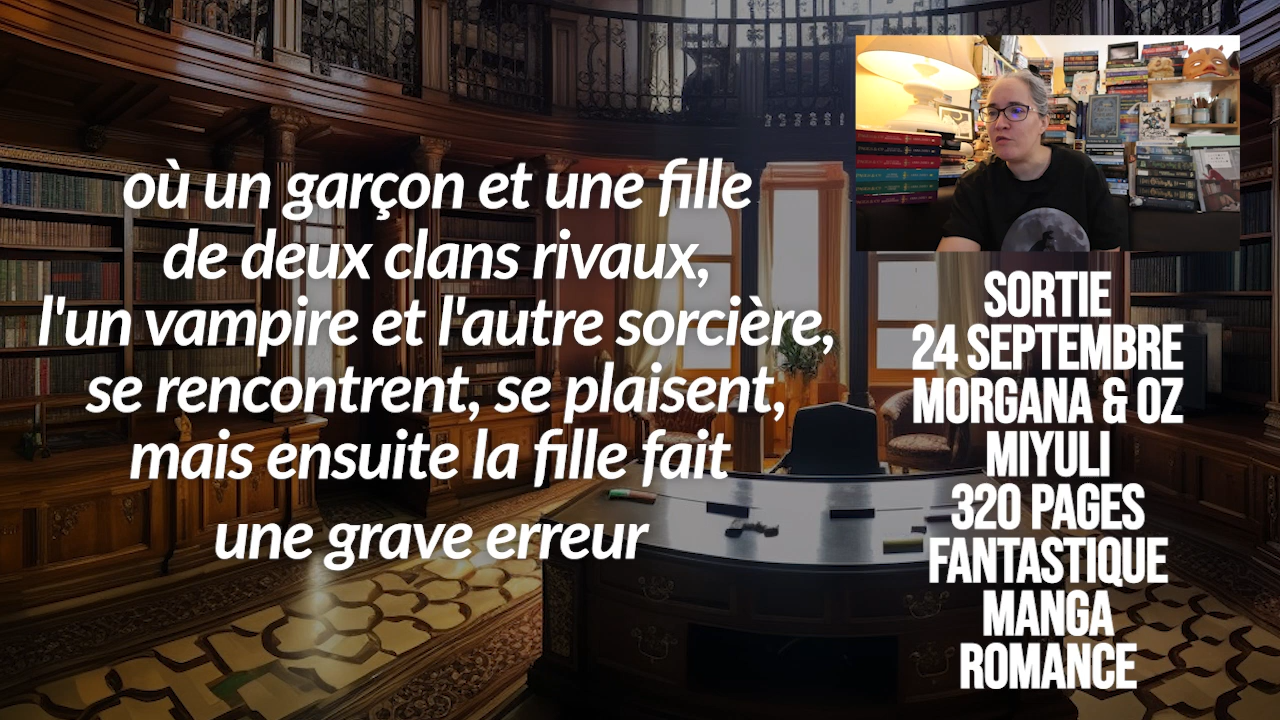 où un garçon et une fille
de deux clans rivaux,
l'un vampire et l'autre sorcière,
se rencontrent, se plaisent,
mais ensuite la fille fait
une grave erreur
SORTIE
24 SEPTEMBRE
MORGANA & OZ
MIYULI
320 PAGES
FANTASTIQUE
MANGA
ROMANCE